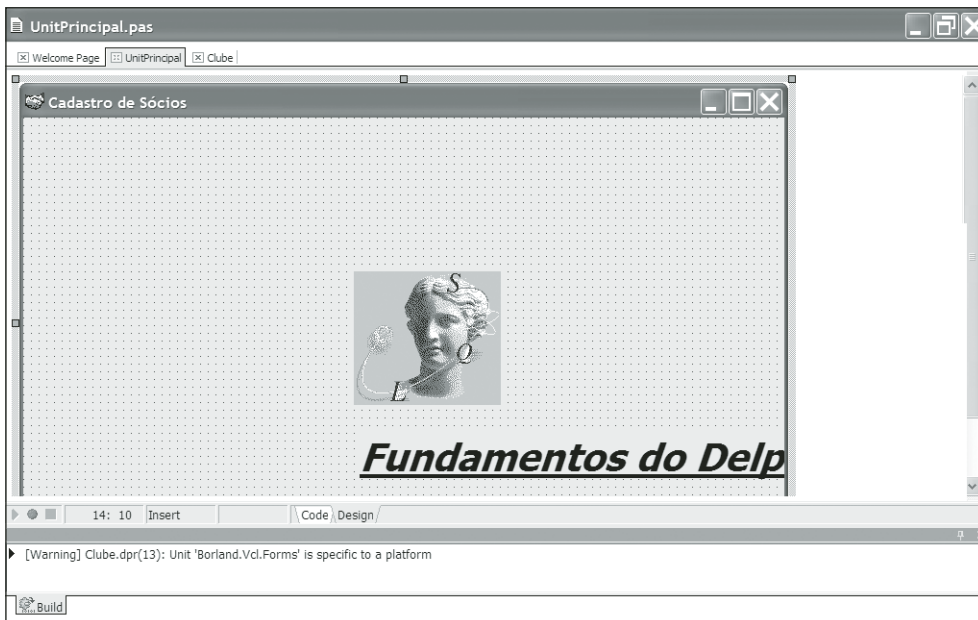 UnitPrincipal.pas
Welcome Page UnitPrincipal Clube
Cadastro de Sócios
S
Q
L
Fundamentos do Delp
14: 10 Insert Code Design
[Warning] Clube.dpr(13): Unit 'Borland.Vcl.Forms' is specific to a platform
Build